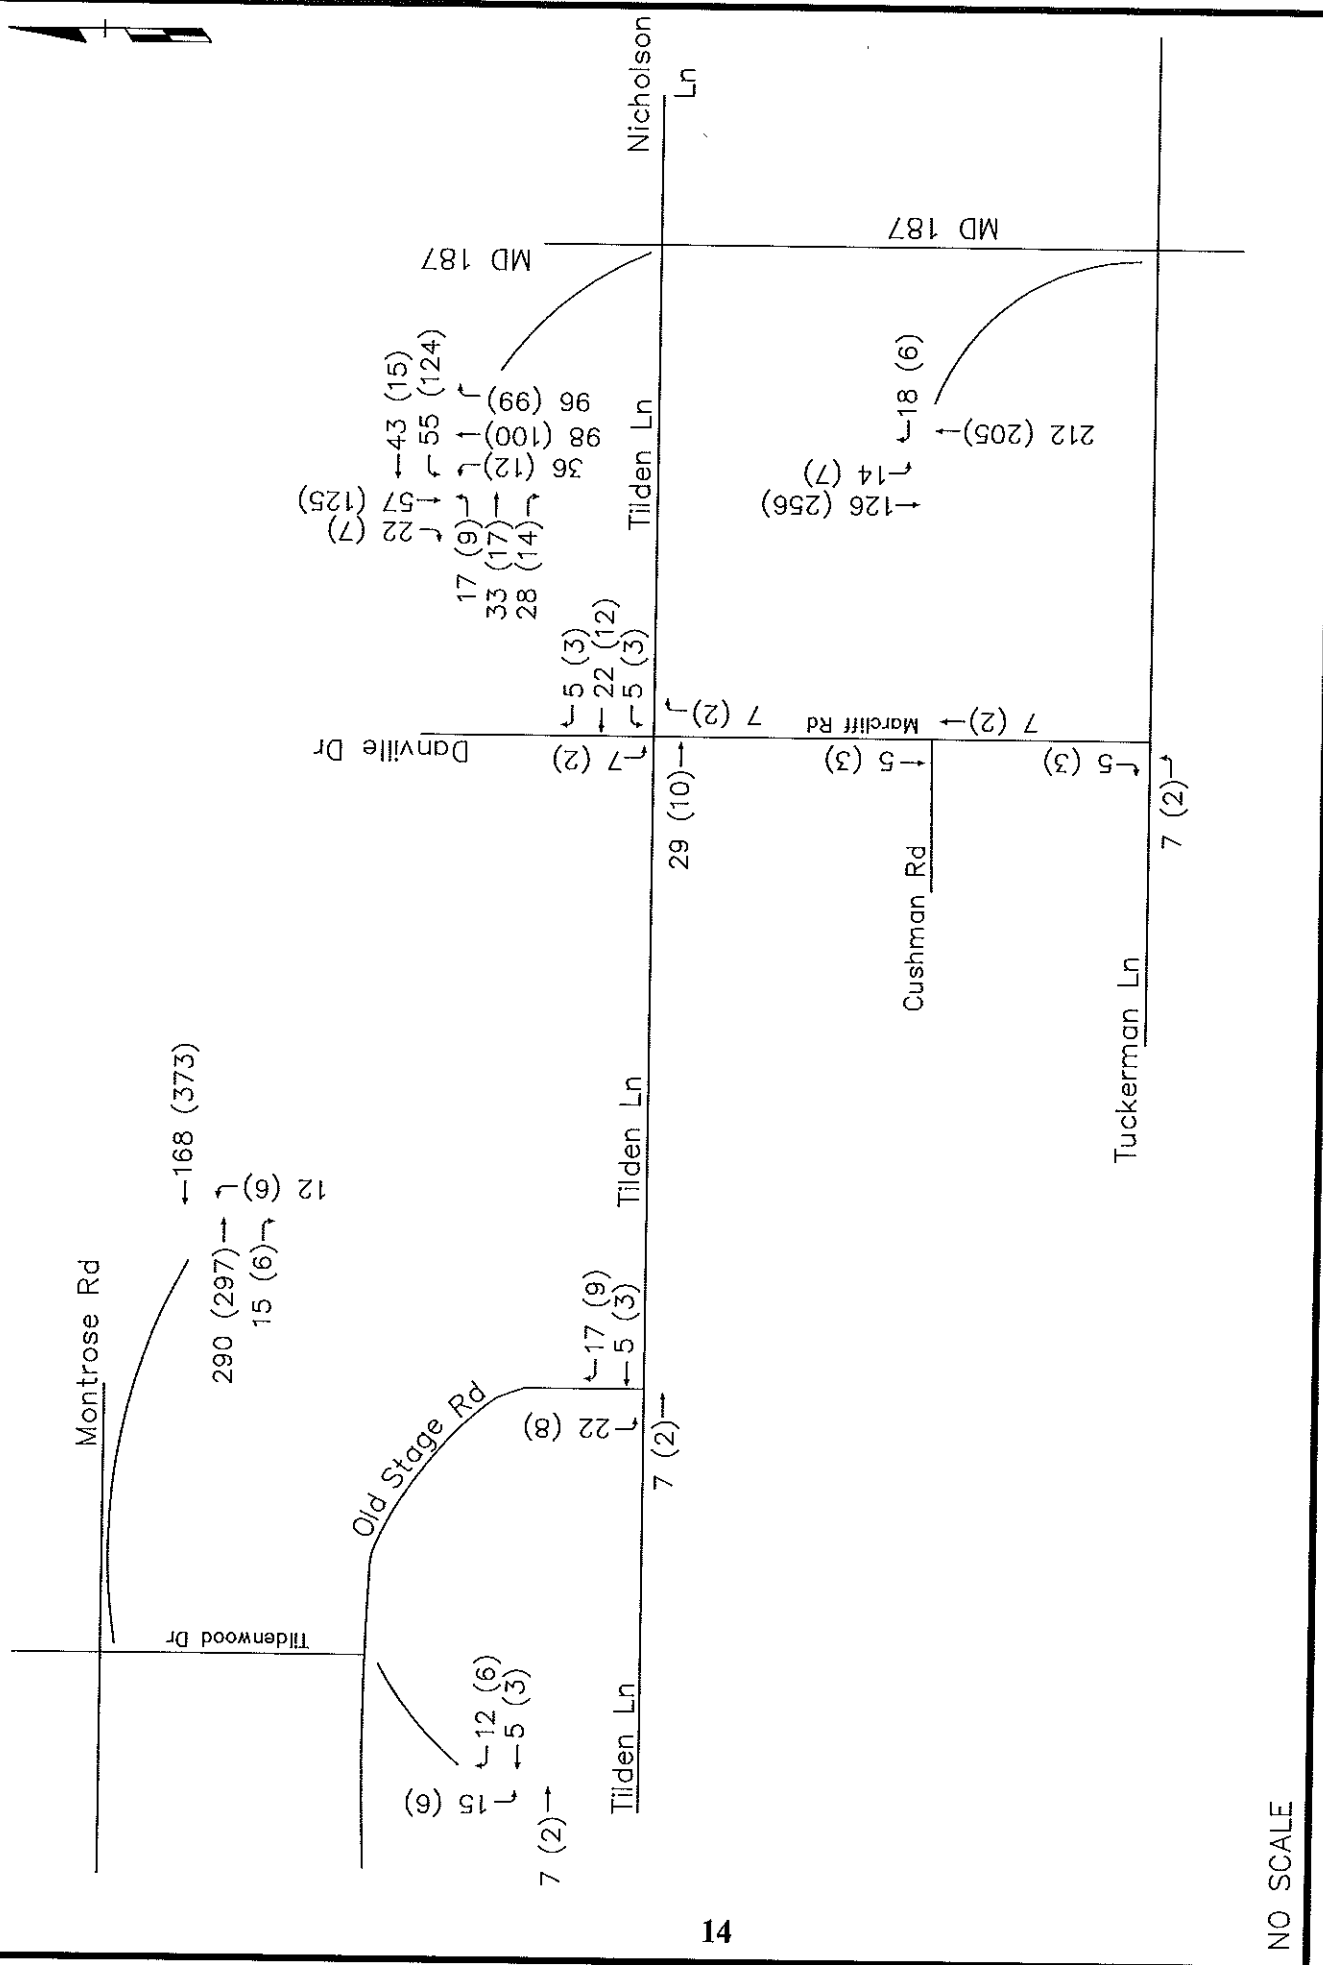 Montrose Rd
Tildenwood Dr
168 (373)
290 (297)
15 (6)
12 (6)
Old Stage Rd
12 (6)
5 (3)
15 (6)
7 (2)
Tilden Ln
17 (9)
5 (3)
22 (8)
7 (2)
Tilden Ln
Danville Dr
5 (3)
22 (12)
5 (3)
7 (2)
29 (10)
7 (2)
Tilden Ln
MD 187
43 (15)
55 (124)
57 (125)
22 (7)
17 (9)
33 (17)
28 (14)
36 (12)
98 (100)
96 (99)
Nicholson
Ln
Marcliff Rd
Cushman Rd
5 (3)
7 (2)
5 (3)
7 (2)
Tuckerman Ln
MD 187
18 (6)
14 (7)
126 (256)
212 (205)
NO SCALE
14